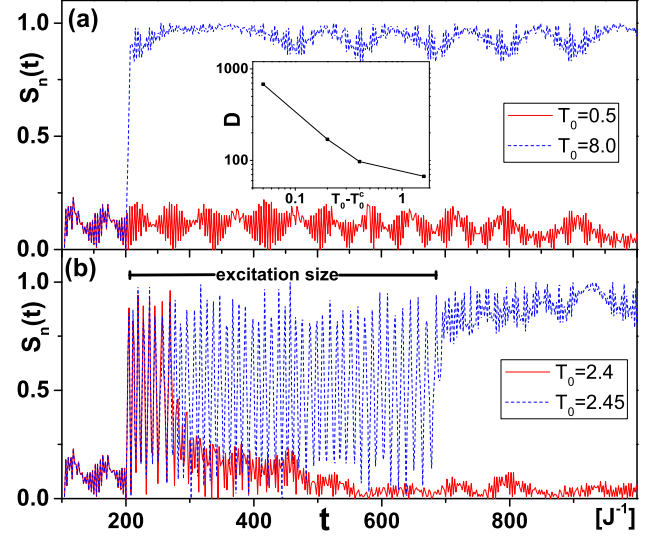 (a)
1.0
0.5
0.0
S_n(t)
1000
100
D
0.1
1
T_0-T_0^c
T_0=0.5
T_0=8.0
(b)
excitation size
1.0
0.5
0.0
S_n(t)
T_0=2.4
T_0=2.45
200
400
600
800
t
[J^-1]